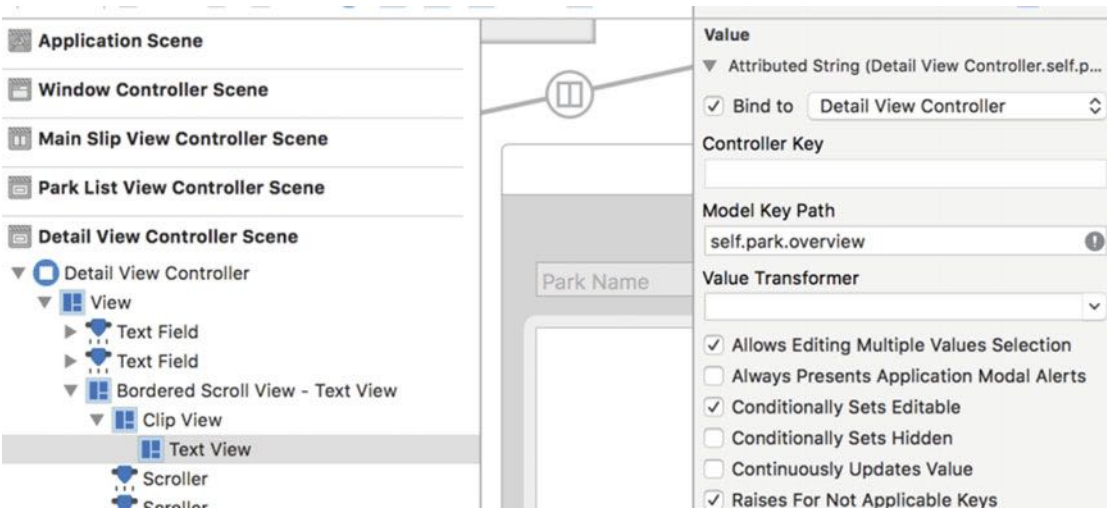 Application Scene
Window Controller Scene
Main Slip View Controller Scene
Park List View Controller Scene
Detail View Controller Scene
Detail View Controller
View
Text Field
Text Field
Bordered Scroll View - Text View
Clip View
Text View
Scroller
Scroller
Park Name
Value
Attributed String (Detail View Controller.self.p...
Bind to Detail View Controller
Controller Key
Model Key Path
self.park.overview
Value Transformer
Allows Editing Multiple Values Selection
Always Presents Application Modal Alerts
Conditionally Sets Editable
Conditionally Sets Hidden
Continuously Updates Value
Raises For Not Applicable Keys